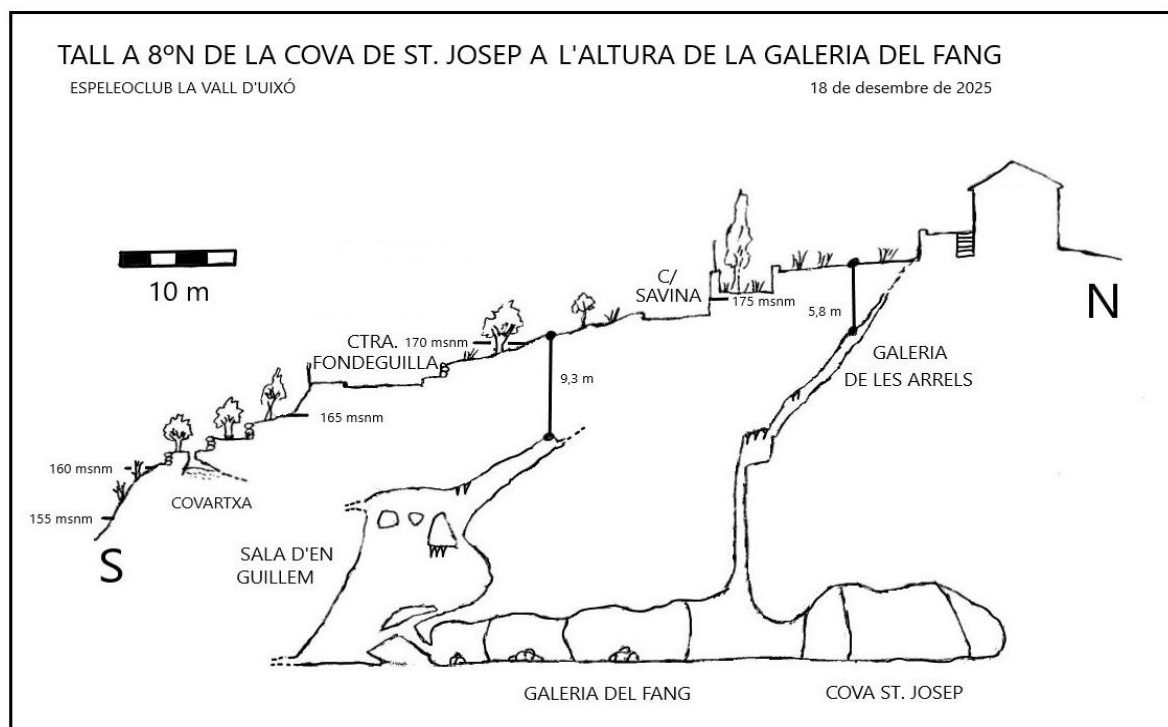 TALL A 8ºN DE LA COVA DE ST. JOSEP A L'ALTURA DE LA GALERIA DEL FANG
ESPELEOCLUB LA VALL D'UIXÓ
18 de desembre de 2025
10 m
C/
SAVINA
175 msnm
5,8 m
N
CTRA.
FONDEGUILLA
170 msnm
GALERIA
DE LES ARRELS
9,3 m
165 msnm
160 msnm
COVARTXA
155 msnm
S
SALA D'EN
GUILLEM
GALERIA DEL FANG
COVA ST. JOSEP